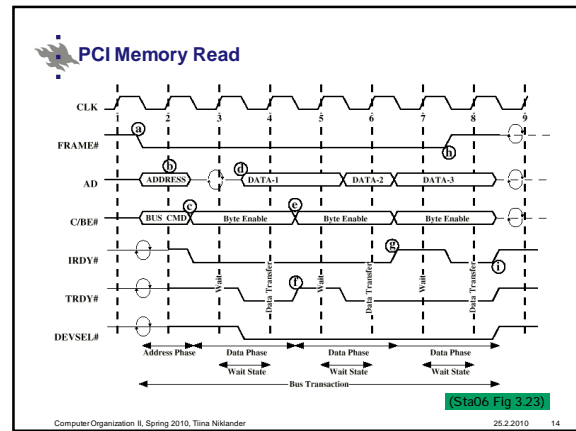 PCI Memory Read
CLK
1 2 3 4 5 6 7 8 9
a
FRAME#
h
b d
AD ADDRESS DATA-1 DATA-2 DATA-3
c e
C/BE# BUS CMD Byte Enable Byte Enable Byte Enable
g
IRDY# i
Wait Data Transfer Wait Data Transfer Wait Data Transfer
f
TRDY#
DEVSEL#
Address Phase Data Phase Data Phase Data Phase
Wait State Wait State Wait State
Bus Transaction
(Sta06 Fig 3.23)
Computer Organization II, Spring 2010, Tiina Niklander 25.2.2010 14